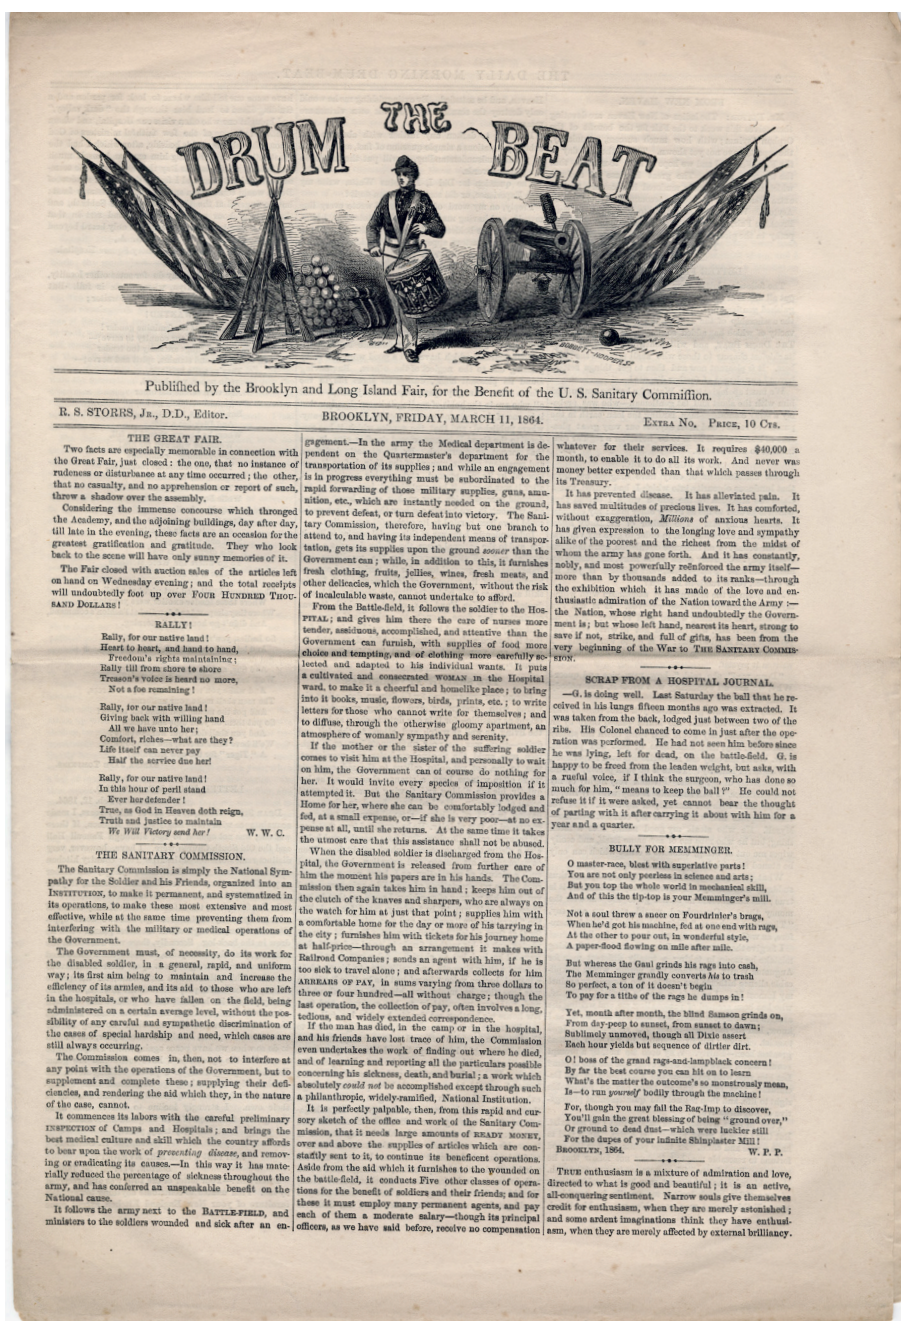 THE
DRUM BEAT
Publiſhed by the Brooklyn and Long Island Fair, for the Benefit of the U. S. Sanitary Commiſſion.
R. S. STORRS, Jr., D.D., Editor.
BROOKLYN, FRIDAY, MARCH 11, 1864.
Extra No. Price, 10 Cts.
THE GREAT FAIR.
Two facts are especially memorable in connection with
the Great Fair, just closed: the one, that no instance of
rudeness or disturbance at any time occurred; the other,
that no casualty, and no apprehension or report of such,
threw a shadow over the assembly.
Considering the immense concourse which thronged
the Academy, and the adjoining buildings, day after day,
till late in the evening, these facts are an occasion for the
greatest gratification and gratitude. They who look
back to the scene will have only sunny memories of it.
The Fair closed with auction sales of the articles left
on hand on Wednesday evening; and the total receipts
will undoubtedly foot up over Four Hundred Thou-
sand Dollars!
RALLY!
Rally, for our native land!
Heart to heart, and hand to hand,
Freedom's rights maintaining;
Rally till from shore to shore
Treason's voice is heard no more,
Not a foe remaining!
Rally, for our native land!
Giving back with willing hand
All we have unto her;
Comfort, riches—what are they?
Life itself can never pay
Half the service due her!
Rally, for our native land!
In this hour of peril stand
Ever her defender!
True, as God in Heaven doth reign,
Truth and justice to maintain
We Will Victory send her! W. W. C.
THE SANITARY COMMISSION.
The Sanitary Commission is simply the National Sym-
pathy for the Soldier and his Friends, organized into an
Institution, to make it permanent, and systematized in
its operations, to make these most extensive and most
effective, while at the same time preventing them from
interfering with the military or medical operations of
the Government.
The Government must, of necessity, do its work for
the disabled soldier, in a general, rapid, and uniform
way; its first aim being to maintain and increase the
efficiency of its armies, and its aid to those who are left
in the hospitals, or who have fallen on the field, being
administered on a certain average level, without the pos-
sibility of any careful and sympathetic discrimination of
the cases of special hardship and need, which cases are
still always occurring.
The Commission comes in, then, not to interfere at
any point with the operations of the Government, but to
supplement and complete these; supplying their defi-
ciencies, and rendering the aid which they, in the nature
of the case, cannot.
It commences its labors with the careful preliminary
inspection of Camps and Hospitals; and brings the
best medical culture and skill which the country affords
to bear upon the work of preventing disease, and remov-
ing or eradicating its causes.—In this way it has mate-
rially reduced the percentage of sickness throughout the
army, and has conferred an unspeakable benefit on the
National cause.
It follows the army next to the Battle-field, and
ministers to the soldiers wounded and sick after an en-
gagement.—In the army the Medical department is de-
pendent on the Quartermaster's department for the
transportation of its supplies; and while an engagement
is in progress everything must be subordinated to the
rapid forwarding of those military supplies, guns, amu-
nition, etc., which are instantly needed on the ground,
to prevent defeat, or turn defeat into victory. The Sani-
tary Commission, therefore, having but one branch to
attend to, and having its independent means of transpor-
tation, gets its supplies upon the ground sooner than the
Government can; while, in addition to this, it furnishes
fresh clothing, fruits, jellies, wines, fresh meats, and
other delicacies, which the Government, without the risk
of incalculable waste, cannot undertake to afford.
From the Battle-field, it follows the soldier to the Hos-
pital; and gives him there the care of nurses more
tender, assiduous, accomplished, and attentive than the
Government can furnish, with supplies of food more
choice and tempting, and of clothing more carefully se-
lected and adapted to his individual wants. It puts
a cultivated and consecrated woman in the Hospital
ward, to make it a cheerful and homelike place; to bring
into it books, music, flowers, birds, prints, etc.; to write
letters for those who cannot write for themselves; and
to diffuse, through the otherwise gloomy apartment, an
atmosphere of womanly sympathy and serenity.
If the mother or the sister of the suffering soldier
comes to visit him at the Hospital, and personally to wait
on him, the Government can of course do nothing for
her. It would invite every species of imposition if it
attempted it. But the Sanitary Commission provides a
Home for her, where she can be comfortably lodged and
fed, at a small expense, or—if she is very poor—at no ex-
pense at all, until she returns. At the same time it takes
the utmost care that this assistance shall not be abused.
When the disabled soldier is discharged from the Hos-
pital, the Government is released from further care of
him the moment his papers are in his hands. The Com-
mission then again takes him in hand; keeps him out of
the clutch of the knaves and sharpers, who are always on
the watch for him at just that point; supplies him with
a comfortable home for the day or more of his tarrying in
the city; furnishes him with tickets for his journey home
at half-price—through an arrangement it makes with
Railroad Companies; sends an agent with him, if he is
too sick to travel alone; and afterwards collects for him
arrears of pay, in sums varying from three dollars to
three or four hundred—all without charge; though the
last operation, the collection of pay, often involves a long,
tedious, and widely extended correspondence.
If the man has died, in the camp or in the hospital,
and his friends have lost trace of him, the Commission
even undertakes the work of finding out where he died,
and of learning and reporting all the particulars possible
concerning his sickness, death, and burial; a work which
absolutely could not be accomplished except through such
a philanthropic, widely-ramified, National Institution.
It is perfectly palpable, then, from this rapid and cur-
sory sketch of the office and work of the Sanitary Com-
mission, that it needs large amounts of ready money,
over and above the supplies of articles which are con-
stantly sent to it, to continue its beneficent operations.
Aside from the aid which it furnishes to the wounded on
the battle-field, it conducts Five other classes of opera-
tions for the benefit of soldiers and their friends; and for
these it must employ many permanent agents, and pay
each of them a moderate salary—though its principal
officers, as we have said before, receive no compensation
whatever for their services. It requires $40,000 a
month, to enable it to do all its work. And never was
money better expended than that which passes through
its Treasury.
It has prevented disease. It has alleviated pain. It
has saved multitudes of precious lives. It has comforted,
without exaggeration, Millions of anxious hearts. It
has given expression to the longing love and sympathy
alike of the poorest and the richest from the midst of
whom the army has gone forth. And it has constantly,
nobly, and most powerfully reënforced the army itself—
more than by thousands added to its ranks—through
the exhibition which it has made of the love and en-
thusiastic admiration of the Nation toward the Army:—
the Nation, whose right hand undoubtedly the Govern-
ment is; but whose left hand, nearest its heart, strong to
save if not, strike, and full of gifts, has been from the
very beginning of the War to The Sanitary Commis-
sion.
SCRAP FROM A HOSPITAL JOURNAL.
—G. is doing well. Last Saturday the ball that he re-
ceived in his lungs fifteen months ago was extracted. It
was taken from the back, lodged just between two of the
ribs. His Colonel chanced to come in just after the ope-
ration was performed. He had not seen him before since
he was lying, left for dead, on the battle-field. G. is
happy to be freed from the leaden weight, but asks, with
a rueful voice, if I think the surgeon, who has done so
much for him, "means to keep the ball?" He could not
refuse it if it were asked, yet cannot bear the thought
of parting with it after carrying it about with him for a
year and a quarter.
BULLY FOR MEMMINGER.
O master-race, blest with superlative parts!
You are not only peerless in science and arts;
But you top the whole world in mechanical skill,
And of this the tip-top is your Memminger's mill.
Not a soul threw a sneer on Fourdrinier's brags,
When he'd got his machine, fed at one end with rags,
At the other to pour out, in wonderful style,
A paper-flood flowing on mile after mile.
But whereas the Gaul grinds his rags into cash,
The Memminger grandly converts his to trash
So perfect, a ton of it doesn't begin
To pay for a tithe of the rags he dumps in!
Yet, month after month, the blind Samson grinds on,
From day-peep to sunset, from sunset to dawn;
Sublimely unmoved, though all Dixie assert
Each hour yields but sequence of dirtier dirt.
O! boss of the grand rags-and-lampblack concern!
By far the best course you can hit on to learn
What's the matter the outcome's so monstrously mean,
Is—to run yourself bodily through the machine!
For, though you may fail the Rag-Imp to discover,
You'll gain the great blessing of being "ground over,"
Or ground to dead dust—which were luckier still
For the dupes of your infinite Shinplaster Mill!
Brooklyn, 1864. W. P. P.
True enthusiasm is a mixture of admiration and love,
directed to what is good and beautiful; it is an active,
all-conquering sentiment. Narrow souls give themselves
credit for enthusiasm, when they are merely astonished;
and some ardent imaginations think they have enthusi-
asm, when they are merely affected by external brilliancy.